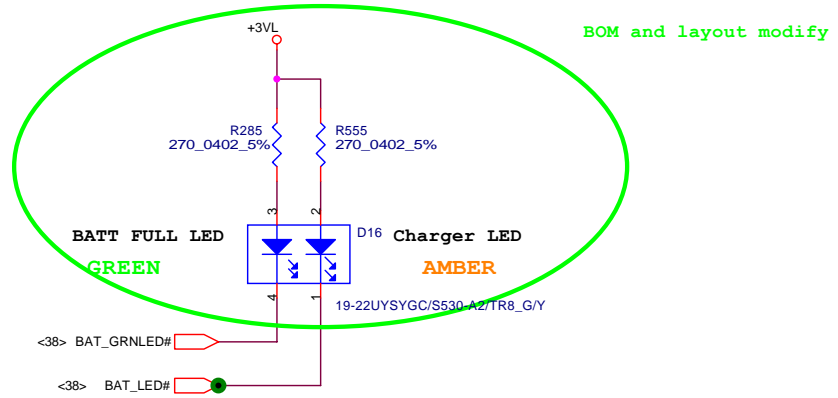 +3VL
BOM and layout modify
R285
270_0402_5%
R555
270_0402_5%
3
2
BATT FULL LED
D16
Charger LED
GREEN
AMBER
4
1
19-22UYSYGC/S530-A2/TR8_G/Y
<38> BAT_GRNLED#
<38> BAT_LED#